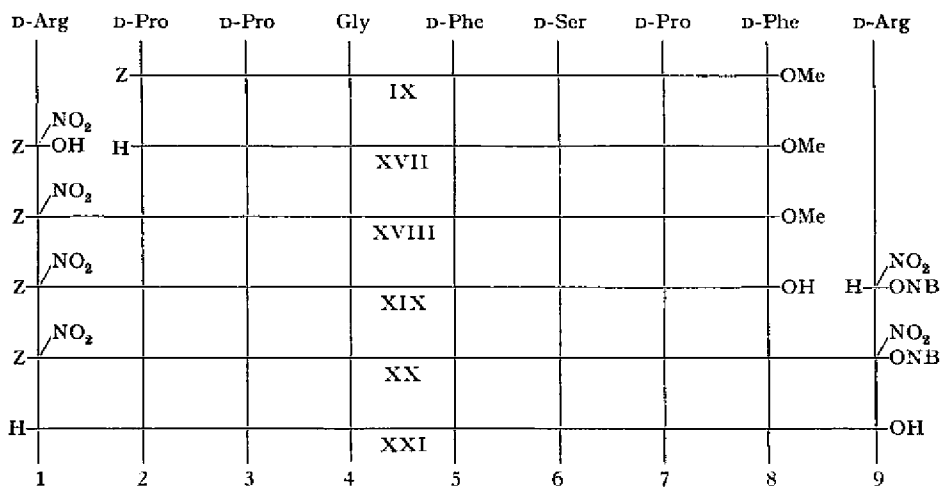 D-Arg D-Pro D-Pro Gly D-Phe D-Ser D-Pro D-Phe D-Arg
Z OMe
IX
NO₂
Z OH H OMe
XVII
NO₂
Z OMe
XVIII
NO₂ NO₂
Z OH H ONB
XIX
NO₂ NO₂
Z ONB
XX
H OH
XXI
1 2 3 4 5 6 7 8 9